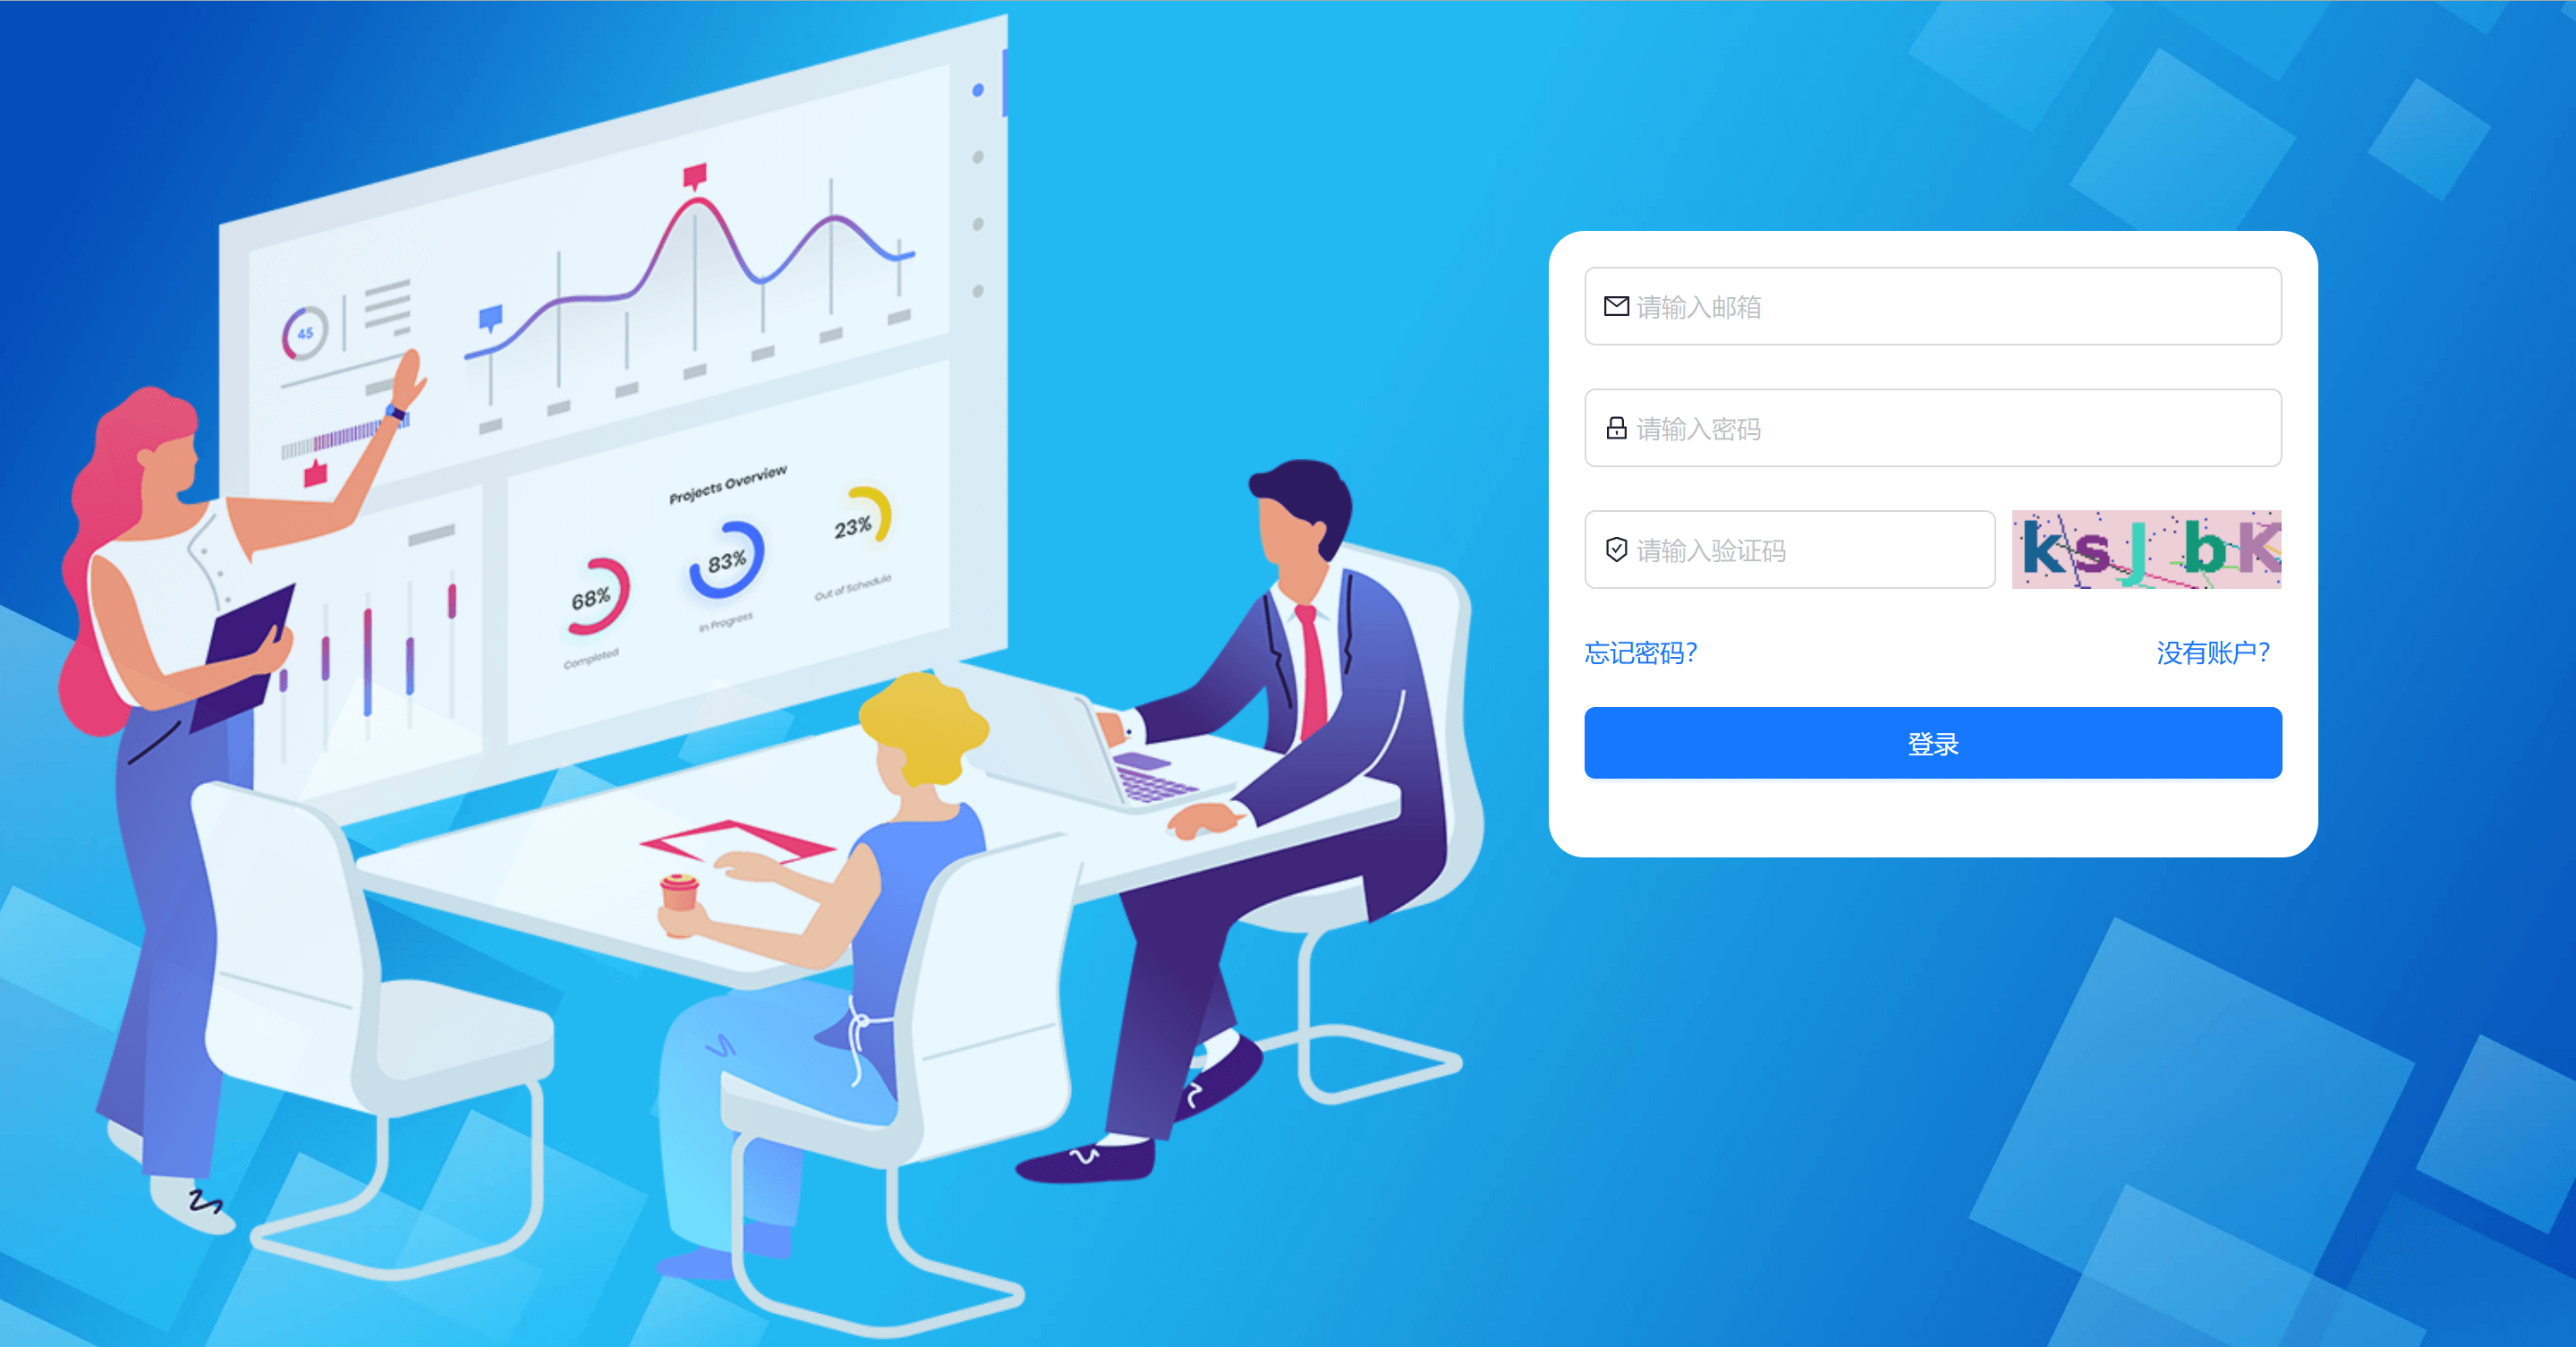 45
Projects Overview
68%
83%
23%
Completed
In Progress
Out of Schedule
请输入邮箱
请输入密码
请输入验证码
ksjbK
忘记密码?
没有账户?
登录